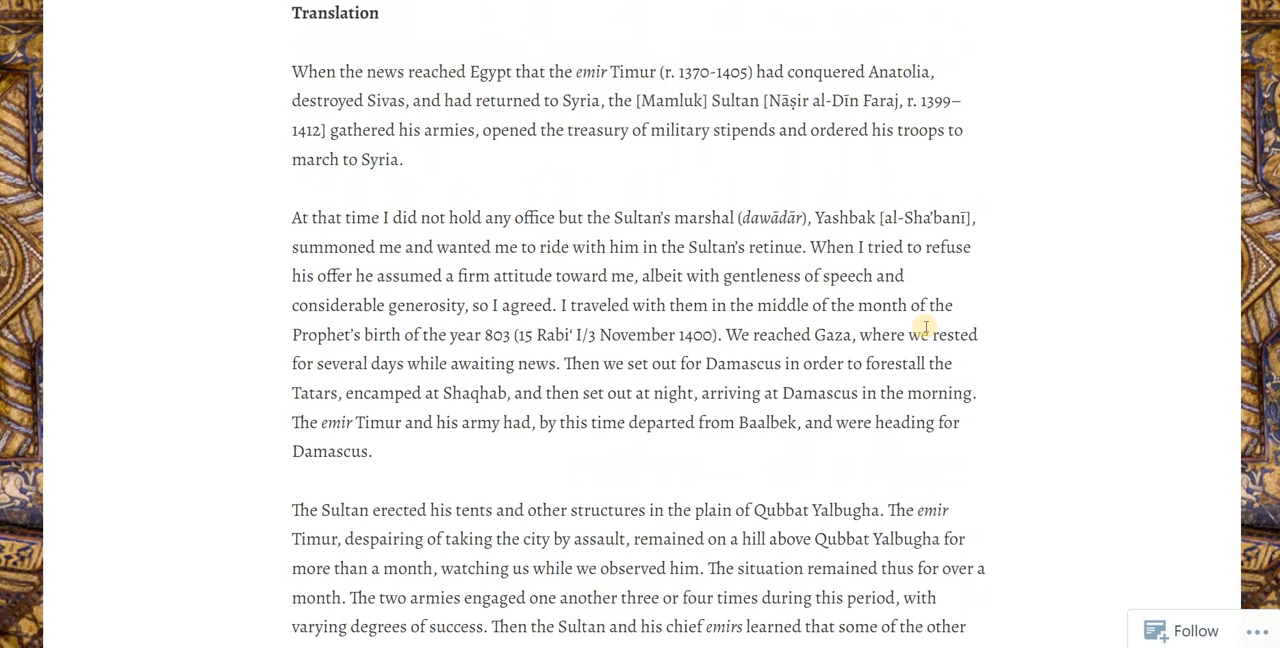 Translation
When the news reached Egypt that the emir Timur (r. 1370-1405) had conquered Anatolia,
destroyed Sivas, and had returned to Syria, the [Mamluk] Sultan [Nāṣir al-Dīn Faraj, r. 1399–
1412] gathered his armies, opened the treasury of military stipends and ordered his troops to
march to Syria.
At that time I did not hold any office but the Sultan’s marshal (dawādār), Yashbak [al-Sha’banī],
summoned me and wanted me to ride with him in the Sultan’s retinue. When I tried to refuse
his offer he assumed a firm attitude toward me, albeit with gentleness of speech and
considerable generosity, so I agreed. I traveled with them in the middle of the month of the
Prophet’s birth of the year 803 (15 Rabi‘ I/3 November 1400). We reached Gaza, where we rested
for several days while awaiting news. Then we set out for Damascus in order to forestall the
Tatars, encamped at Shaqhab, and then set out at night, arriving at Damascus in the morning.
The emir Timur and his army had, by this time departed from Baalbek, and were heading for
Damascus.
The Sultan erected his tents and other structures in the plain of Qubbat Yalbugha. The emir
Timur, despairing of taking the city by assault, remained on a hill above Qubbat Yalbugha for
more than a month, watching us while we observed him. The situation remained thus for over a
month. The two armies engaged one another three or four times during this period, with
varying degrees of success. Then the Sultan and his chief emirs learned that some of the other
Follow